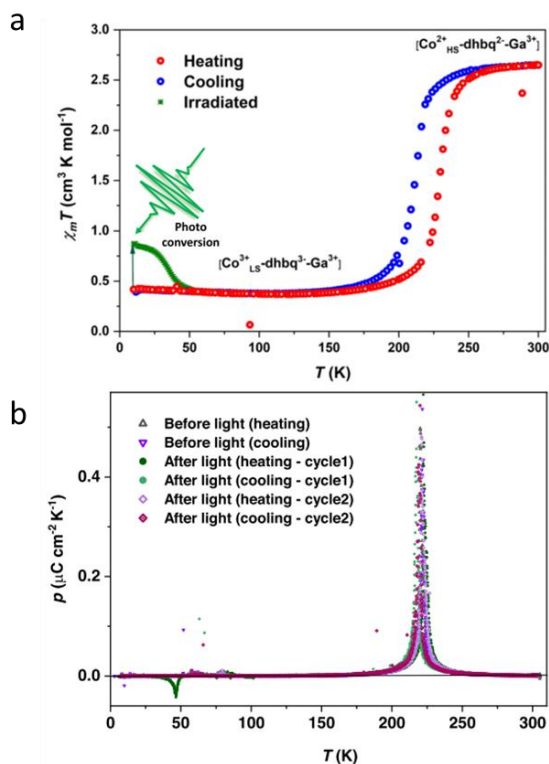 a
[Co²⁺HS-dhbq²⁻-Ga³⁺]
Heating
Cooling
Irradiated
Photo
conversion
[Co³⁺LS-dhbq³⁻-Ga³⁺]
χmT (cm³ K mol⁻¹)
3.0
2.5
2.0
1.5
1.0
0.5
0.0
0 50 100 150 200 250 300
T (K)
b
Before light (heating)
Before light (cooling)
After light (heating - cycle1)
After light (cooling - cycle1)
After light (heating - cycle2)
After light (cooling - cycle2)
p (μC cm⁻² K⁻¹)
0.4
0.2
0.0
0 50 100 150 200 250 300
T (K)